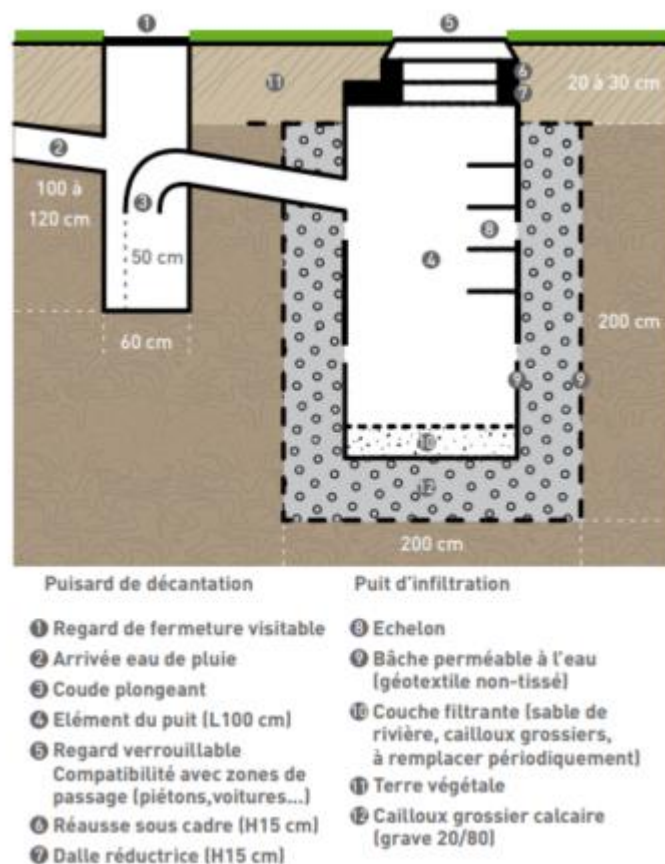 1
5
6
7
11
20 à 30 cm
2
100 à
120 cm
3
8
50 cm
4
60 cm
200 cm
9
9
10
12
200 cm
Puisard de décantation
1 Regard de fermeture visitable
2 Arrivée eau de pluie
3 Coude plongeant
4 Elément du puit (L100 cm)
5 Regard verrouillable
Compatibilité avec zones de
passage (piétons,voitures...)
6 Réausse sous cadre (H15 cm)
7 Dalle réductrice (H15 cm)
Puit d'infiltration
8 Echelon
9 Bâche perméable à l'eau
(géotextile non-tissé)
10 Couche filtrante (sable de
rivière, cailloux grossiers,
à remplacer périodiquement)
11 Terre végétale
12 Cailloux grossier calcaire
(grave 20/80)